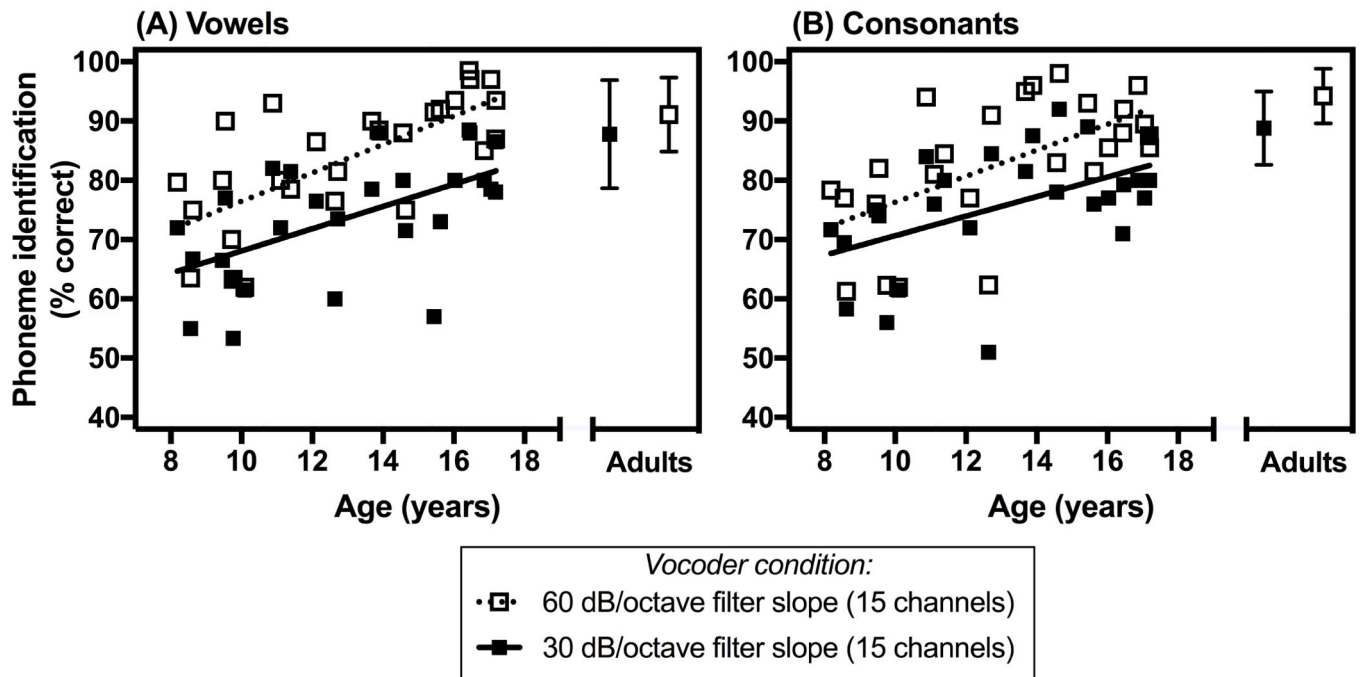 (A) Vowels
(B) Consonants
Phoneme identification
(% correct)
100
90
80
70
60
50
40
8 10 12 14 16 18
Adults
Age (years)
100
90
80
70
60
50
40
8 10 12 14 16 18
Adults
Age (years)
Vocoder condition:
60 dB/octave filter slope (15 channels)
30 dB/octave filter slope (15 channels)